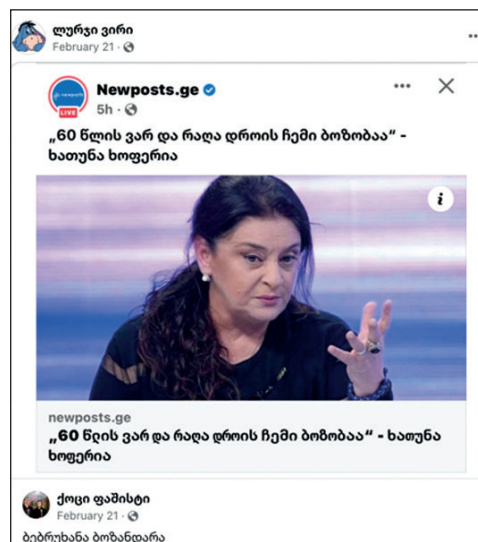 ლურჯი ვირი
February 21 ·
Newposts.ge
5h ·
LIVE
„60 წლის ვარ და რაღა დროის ჩემი ბოზობაა“ -
ხათუნა ხოფერია
newposts.ge
„60 წლის ვარ და რაღა დროის ჩემი ბოზობაა“ - ხათუნა
ხოფერია
ქოცი ფაშისტი
February 21 ·
ბებრუხანა ბოზანდარა